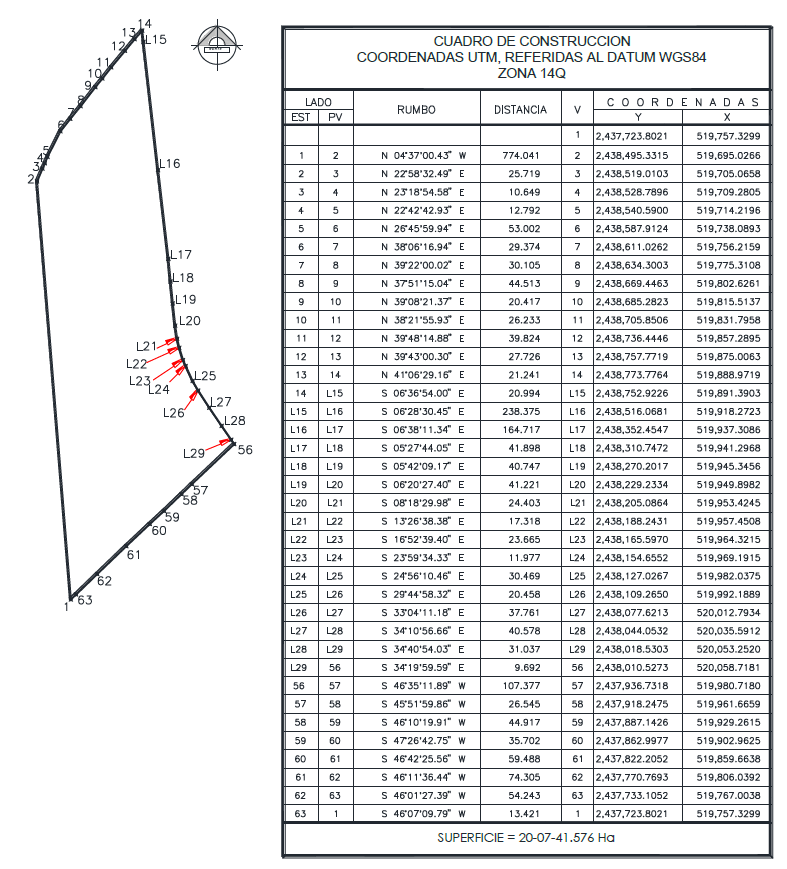 14
13
L15
12
11
10
9
8
7
6
5
4
3
2
L16
L17
L18
L19
L20
L21
L22
L23
L24
L25
L26
L27
L28
L29
56
57
58
59
60
61
62
63
1
NORTE
CUADRO DE CONSTRUCCION
COORDENADAS UTM, REFERIDAS AL DATUM WGS84
ZONA 14Q
LADO RUMBO DISTANCIA V C O O R D E N A D A S
EST PV Y X
1 2,437,723.8021 519,757.3299
1 2 N 04°37'00.43" W 774.041 2 2,438,495.3315 519,695.0266
2 3 N 22°58'32.49" E 25.719 3 2,438,519.0103 519,705.0658
3 4 N 23°18'54.58" E 10.649 4 2,438,528.7896 519,709.2805
4 5 N 22°42'42.93" E 12.792 5 2,438,540.5900 519,714.2196
5 6 N 26°45'59.94" E 53.002 6 2,438,587.9124 519,738.0893
6 7 N 38°06'16.94" E 29.374 7 2,438,611.0262 519,756.2159
7 8 N 39°22'00.02" E 30.105 8 2,438,634.3003 519,775.3108
8 9 N 37°51'15.04" E 44.513 9 2,438,669.4463 519,802.6261
9 10 N 39°08'21.37" E 20.417 10 2,438,685.2823 519,815.5137
10 11 N 38°21'55.93" E 26.233 11 2,438,705.8506 519,831.7958
11 12 N 39°48'14.88" E 39.824 12 2,438,736.4446 519,857.2895
12 13 N 39°43'00.30" E 27.726 13 2,438,757.7719 519,875.0063
13 14 N 41°06'29.16" E 21.241 14 2,438,773.7764 519,888.9719
14 L15 S 06°36'54.00" E 20.994 L15 2,438,752.9226 519,891.3903
L15 L16 S 06°28'30.45" E 238.375 L16 2,438,516.0681 519,918.2723
L16 L17 S 06°38'11.34" E 164.717 L17 2,438,352.4547 519,937.3086
L17 L18 S 05°27'44.05" E 41.898 L18 2,438,310.7472 519,941.2968
L18 L19 S 05°42'09.17" E 40.747 L19 2,438,270.2017 519,945.3456
L19 L20 S 06°20'27.40" E 41.221 L20 2,438,229.2334 519,949.8982
L20 L21 S 08°18'29.98" E 24.403 L21 2,438,205.0864 519,953.4245
L21 L22 S 13°26'38.38" E 17.318 L22 2,438,188.2431 519,957.4508
L22 L23 S 16°52'39.40" E 23.665 L23 2,438,165.5970 519,964.3215
L23 L24 S 23°59'34.33" E 11.977 L24 2,438,154.6552 519,969.1915
L24 L25 S 24°56'10.46" E 30.469 L25 2,438,127.0267 519,982.0375
L25 L26 S 29°44'58.32" E 20.458 L26 2,438,109.2650 519,992.1889
L26 L27 S 33°04'11.18" E 37.761 L27 2,438,077.6213 520,012.7934
L27 L28 S 34°10'56.66" E 40.578 L28 2,438,044.0532 520,035.5912
L28 L29 S 34°40'54.03" E 31.037 L29 2,438,018.5303 520,053.2520
L29 56 S 34°19'59.59" E 9.692 56 2,438,010.5273 520,058.7181
56 57 S 46°35'11.89" W 107.377 57 2,437,936.7318 519,980.7180
57 58 S 45°51'59.86" W 26.545 58 2,437,918.2475 519,961.6659
58 59 S 46°10'19.91" W 44.917 59 2,437,887.1426 519,929.2615
59 60 S 47°26'42.75" W 35.702 60 2,437,862.9977 519,902.9625
60 61 S 46°42'25.56" W 59.488 61 2,437,822.2052 519,859.6638
61 62 S 46°11'36.44" W 74.305 62 2,437,770.7693 519,806.0392
62 63 S 46°01'27.39" W 54.243 63 2,437,733.1052 519,767.0038
63 1 S 46°07'09.79" W 13.421 1 2,437,723.8021 519,757.3299
SUPERFICIE = 20-07-41.576 Ha